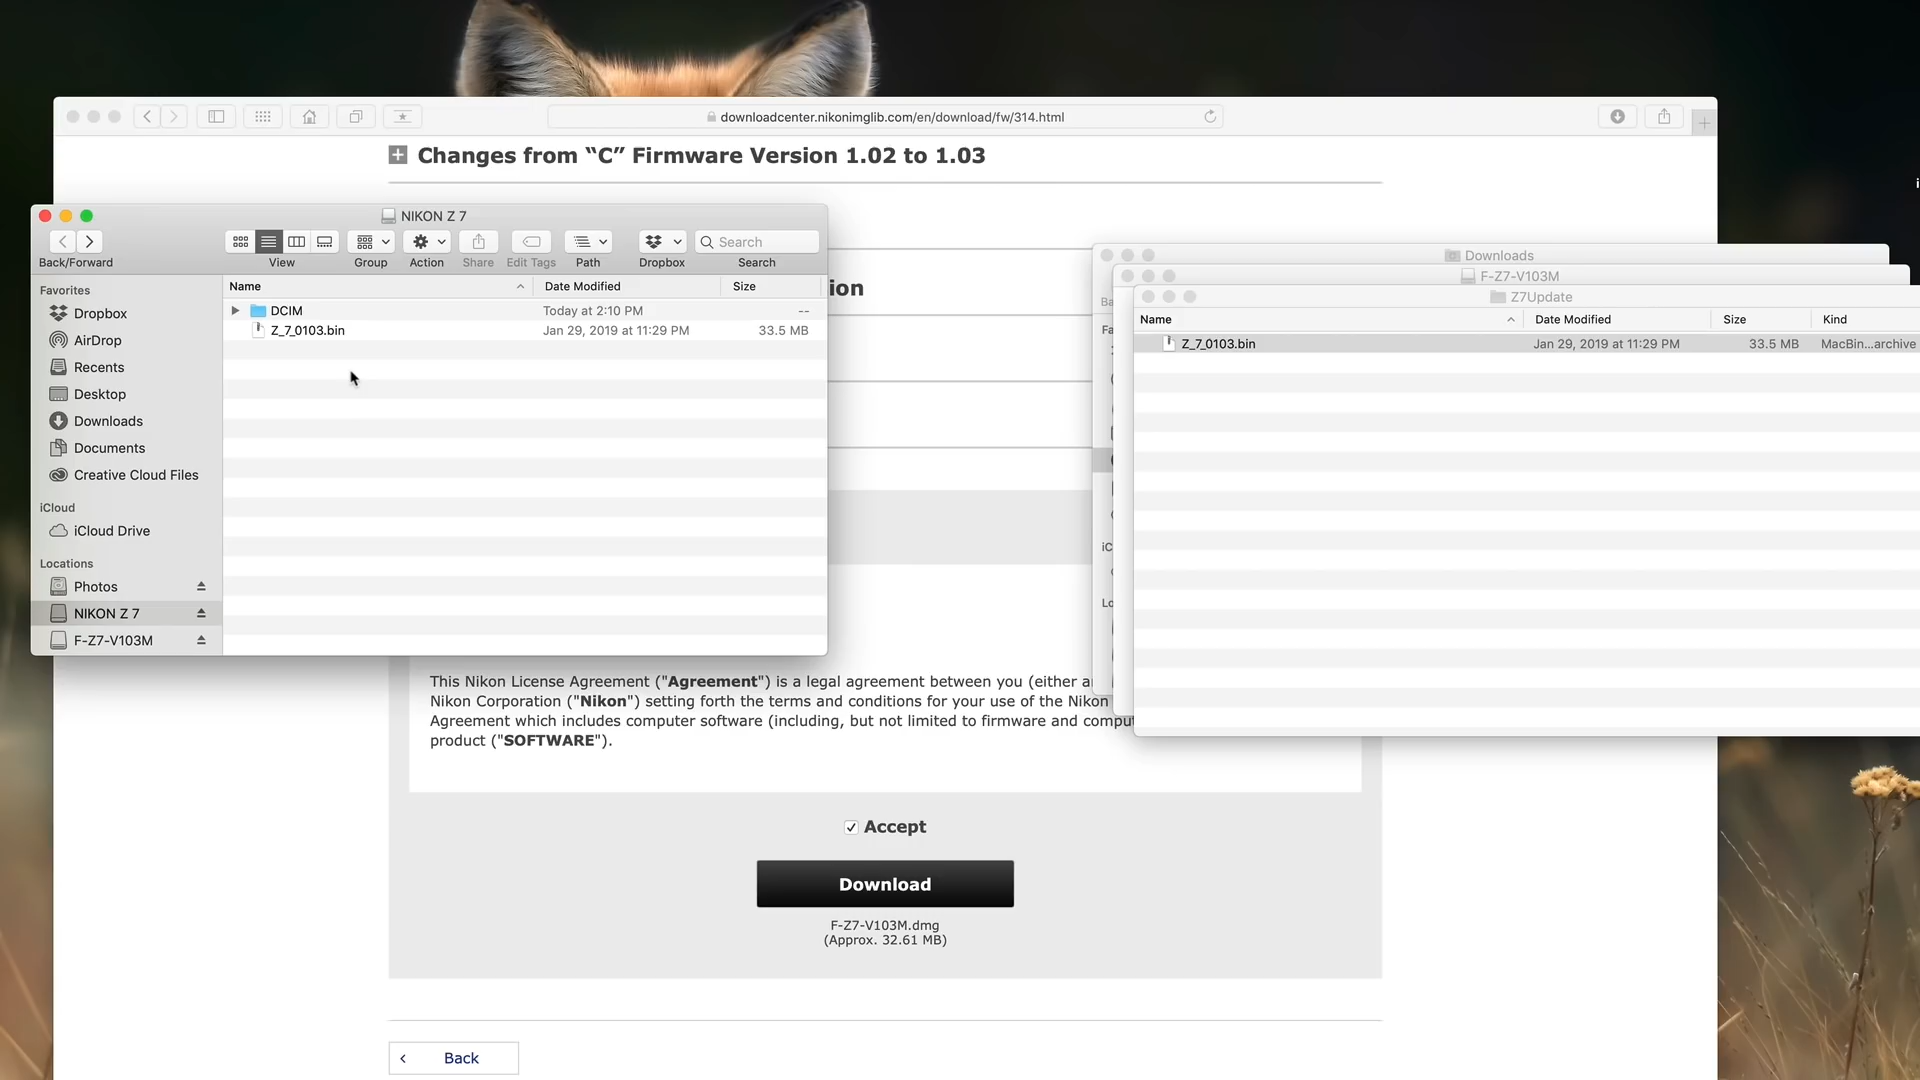 downloadcenter.nikonimglib.com/en/download/fw/314.html
Changes from “C” Firmware Version 1.02 to 1.03
NIKON Z 7
Back/Forward
View
Group
Action
Share
Edit Tags
Path
Dropbox
Search
Search
Favorites
Dropbox
AirDrop
Recents
Desktop
Downloads
Documents
Creative Cloud Files
iCloud
iCloud Drive
Locations
Photos
NIKON Z 7
F-Z7-V103M
Name Date Modified Size
DCIM Today at 2:10 PM --
Z_7_0103.bin Jan 29, 2019 at 11:29 PM 33.5 MB
ion
Downloads
F-Z7-V103M
Z7Update
Ba
Fa
iC
Lo
Name Date Modified Size Kind
Z_7_0103.bin Jan 29, 2019 at 11:29 PM 33.5 MB MacBin...archive
This Nikon License Agreement ("Agreement") is a legal agreement between you (either a
Nikon Corporation ("Nikon") setting forth the terms and conditions for your use of the Nikon
Agreement which includes computer software (including, but not limited to firmware and compu
product ("SOFTWARE").
Accept
Download
F-Z7-V103M.dmg
(Approx. 32.61 MB)
Back